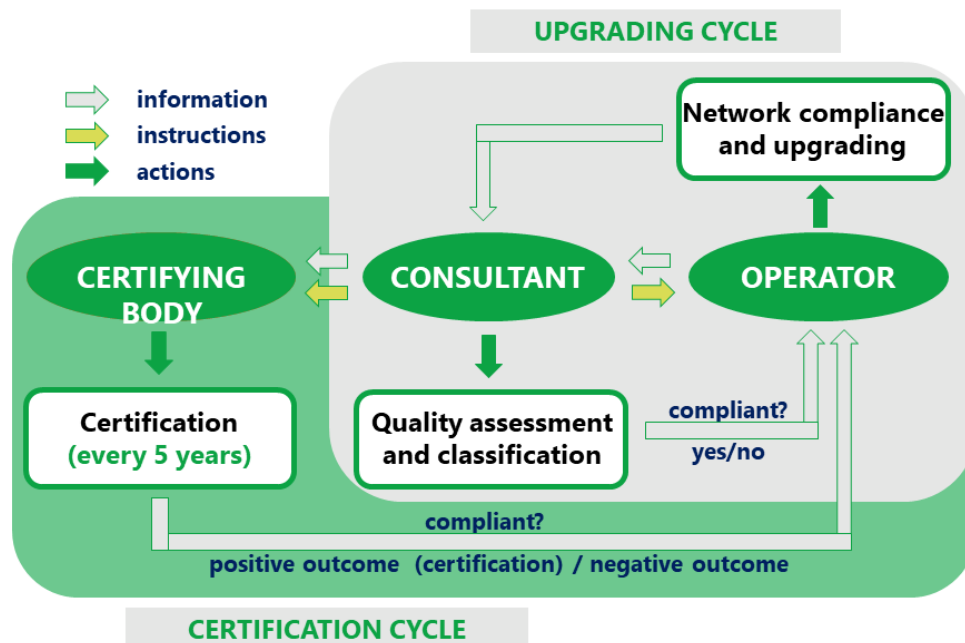 UPGRADING CYCLE
information
instructions
actions
Network compliance
and upgrading
CERTIFYING
BODY
CONSULTANT
OPERATOR
Certification
(every 5 years)
Quality assessment
and classification
compliant?
yes/no
compliant?
positive outcome (certification) / negative outcome
CERTIFICATION CYCLE